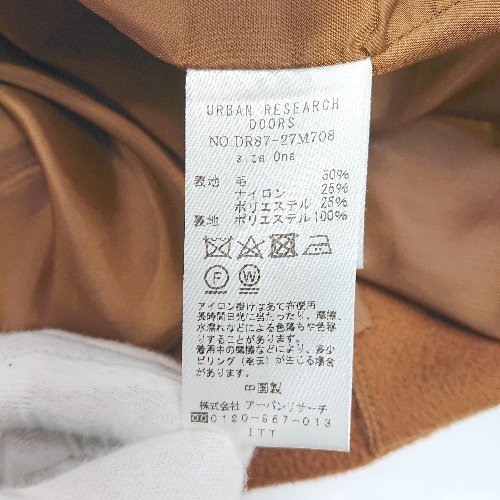 URBAN RESEARCH
DOORS
NO.DR87-27M708
size One
表地 毛 50%
ナイロン 25%
ポリエステル 25%
裏地 ポリエステル 100%
P
W
アイロン掛けはあて布使用
長時間日光に当たったり、摩擦、
水濡れなどによる色落ちや色移
りすることがあります。
着用中の摩擦などにより、多少
ピリング(毛玉)が生じる場合
があります。
中国製
株式会社 アーバンリサーチ
0120-967-013
ITT